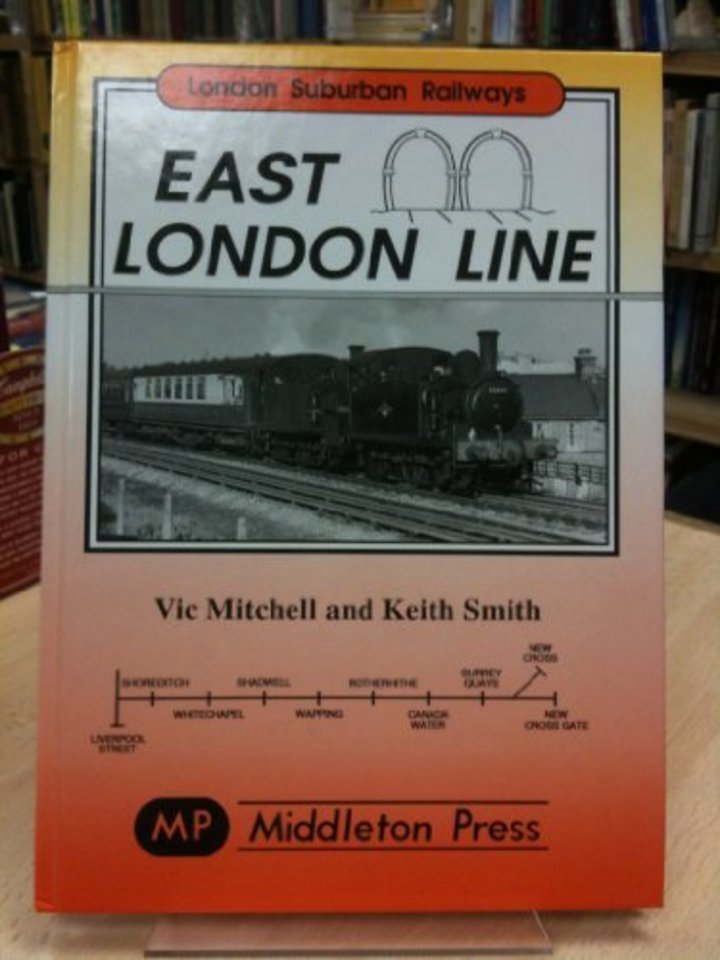 London Suburban Railways
EAST
LONDON LINE
Vic Mitchell and Keith Smith
NEW
CROSS
SHOREDITCH SHADWELL ROTHERHITHE SURREY
QUAYS
WHITECHAPEL WAPPING CANADA
WATER NEW
CROSS GATE
LIVERPOOL
STREET
MP Middleton Press